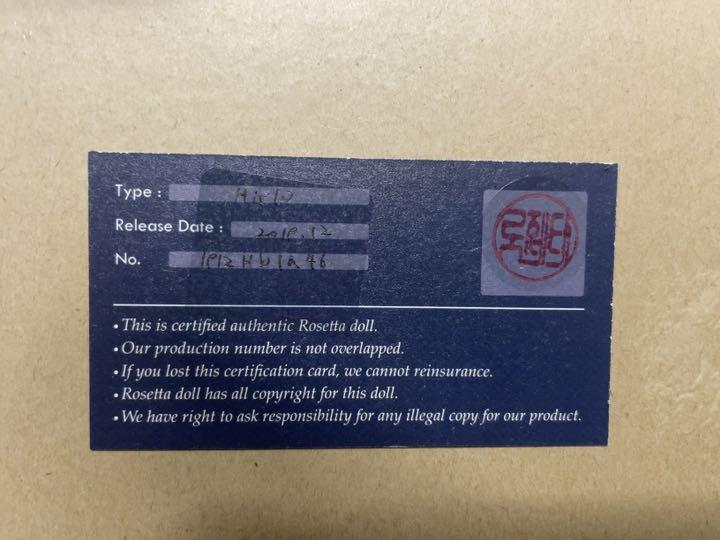 Type :
Release Date :
No.
• This is certified authentic Rosetta doll.
• Our production number is not overlapped.
• If you lost this certification card, we cannot reinsurance.
• Rosetta doll has all copyright for this doll.
• We have right to ask responsibility for any illegal copy for our product.